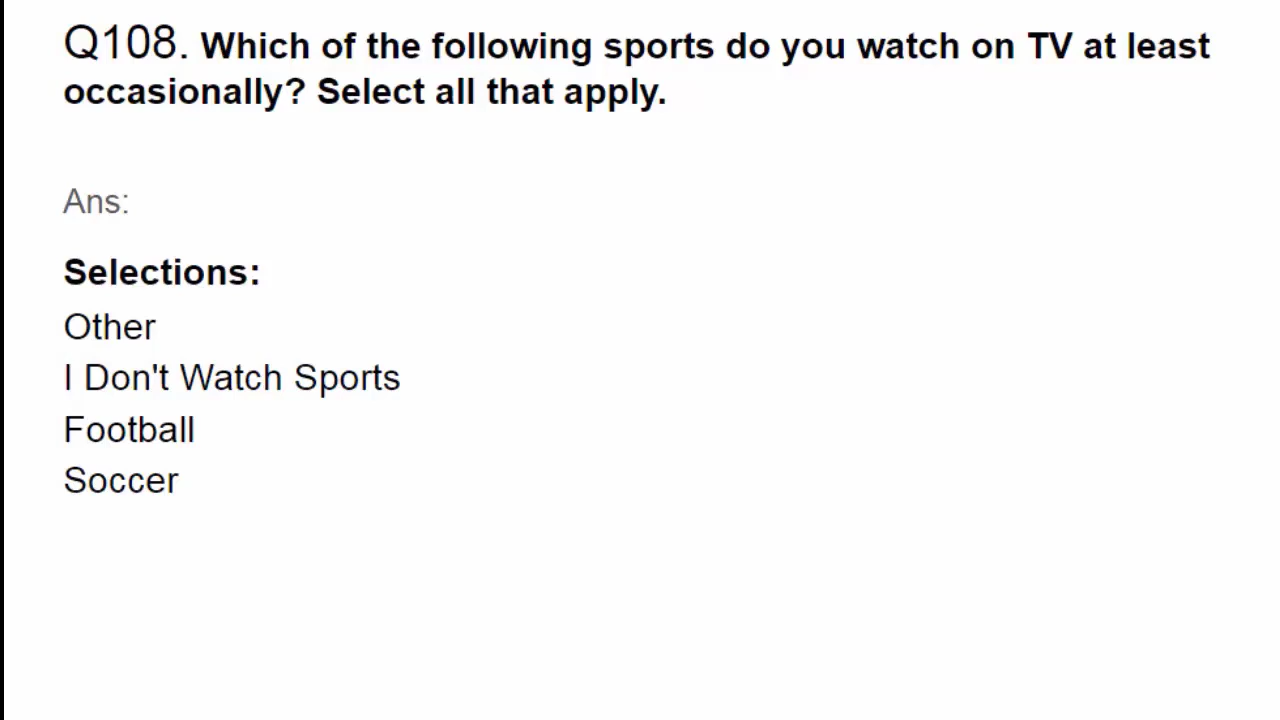 Q108. Which of the following sports do you watch on TV at least
occasionally? Select all that apply.
Ans:
Selections:
Other
I Don't Watch Sports
Football
Soccer